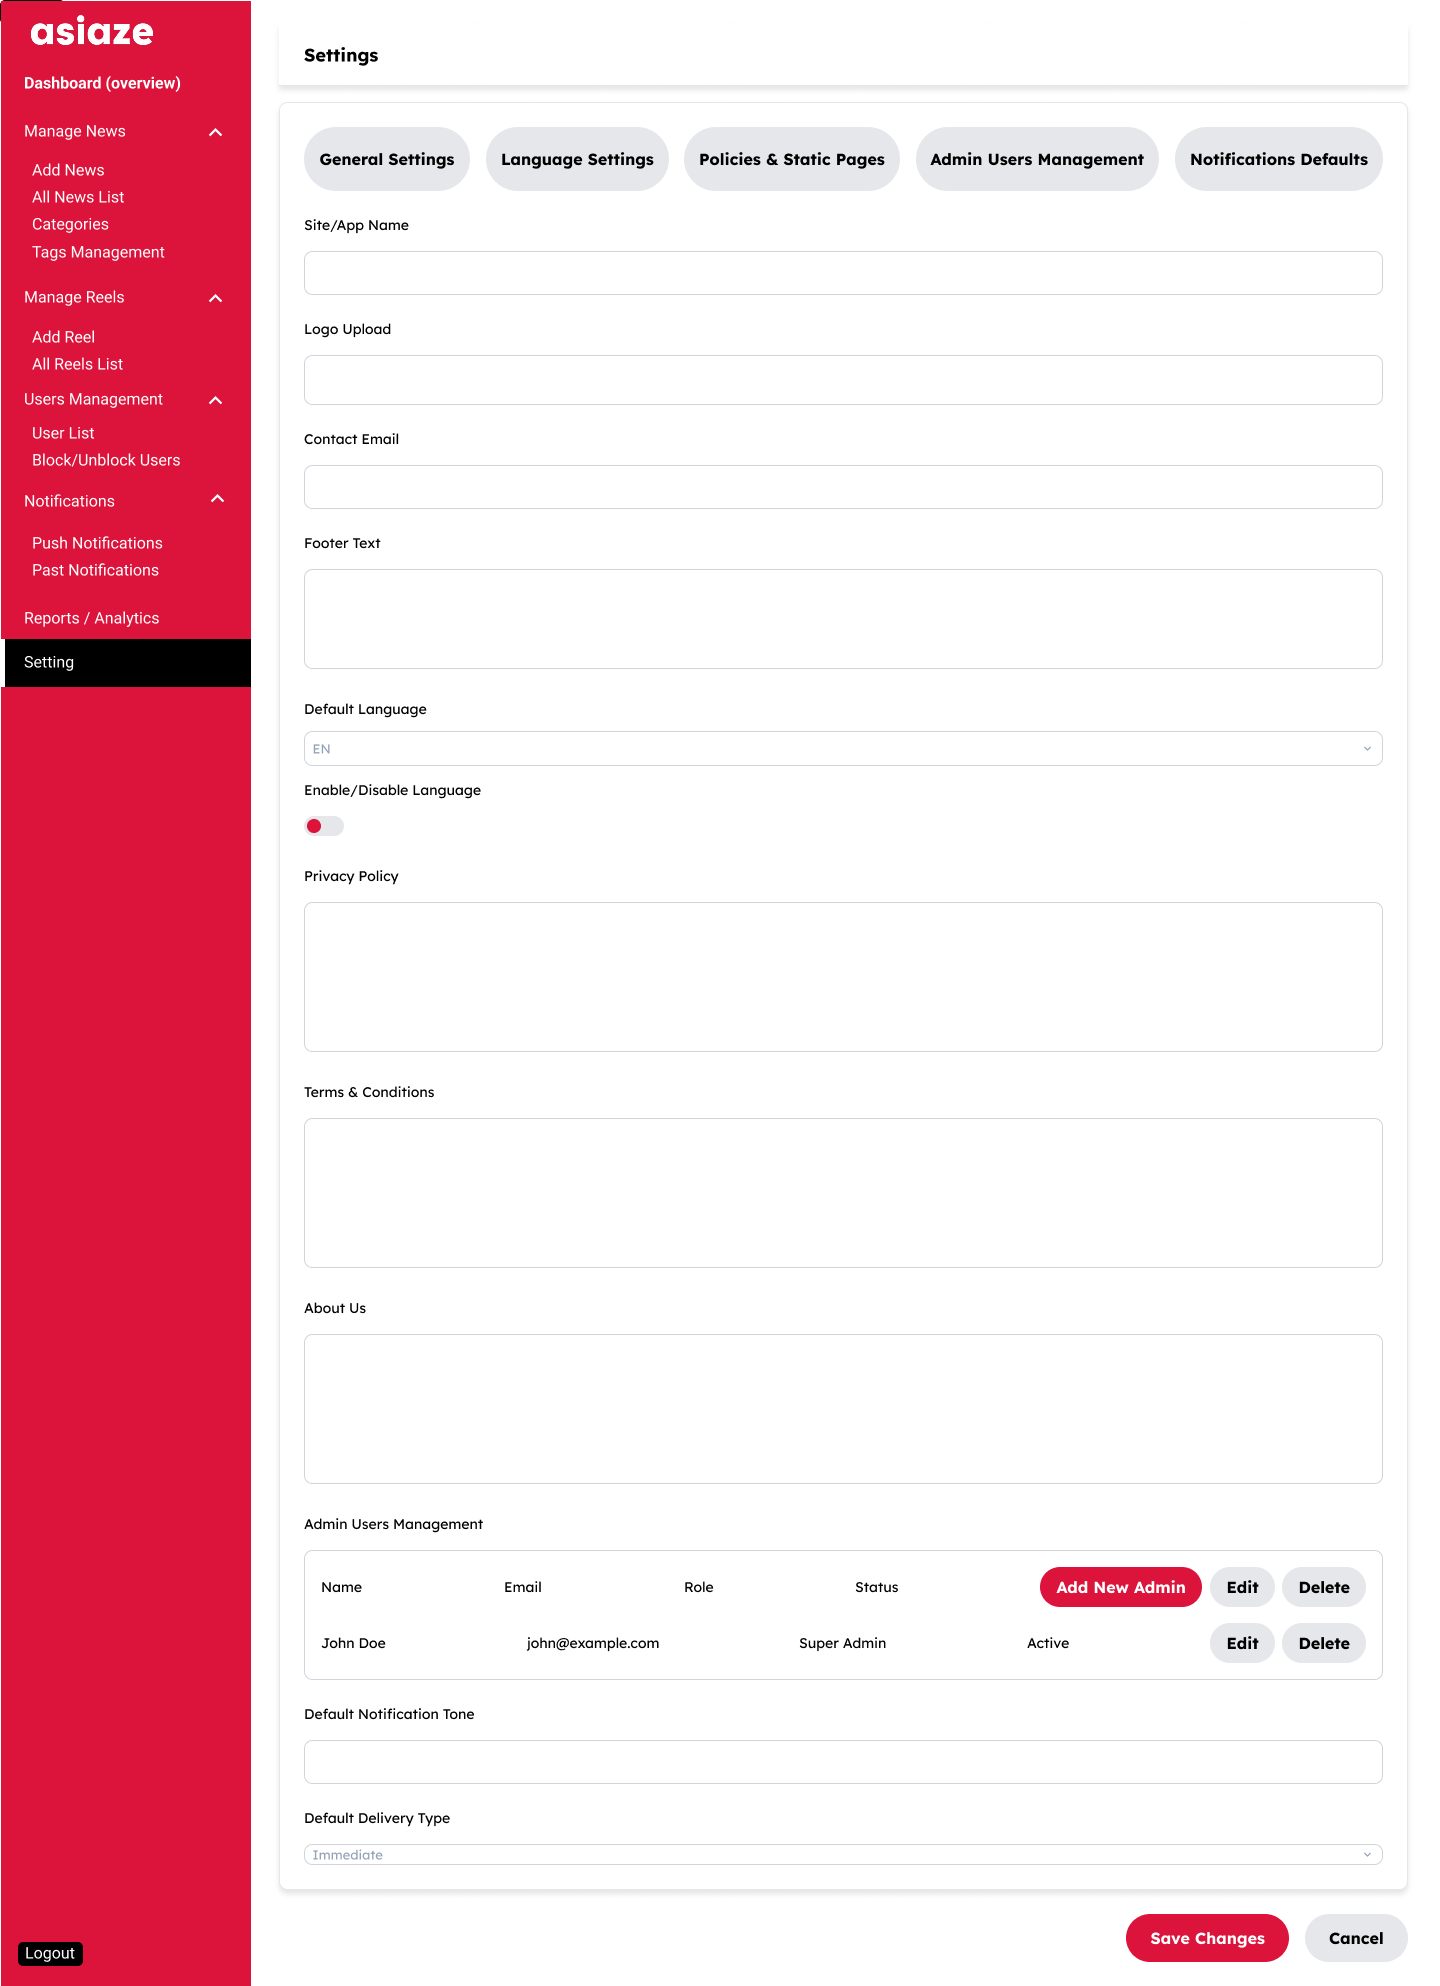 asiaze
Dashboard (overview)
Manage News
Add News
All News List
Categories
Tags Management
Manage Reels
Add Reel
All Reels List
Users Management
User List
Block/Unblock Users
Notifications
Push Notifications
Past Notifications
Reports / Analytics
Setting
Logout
Settings
General Settings Language Settings Policies & Static Pages Admin Users Management Notifications Defaults
Site/App Name
Logo Upload
Contact Email
Footer Text
Default Language
EN
Enable/Disable Language
Privacy Policy
Terms & Conditions
About Us
Admin Users Management
Name Email Role Status Add New Admin Edit Delete
John Doe john@example.com Super Admin Active Edit Delete
Default Notification Tone
Default Delivery Type
Immediate
Save Changes Cancel